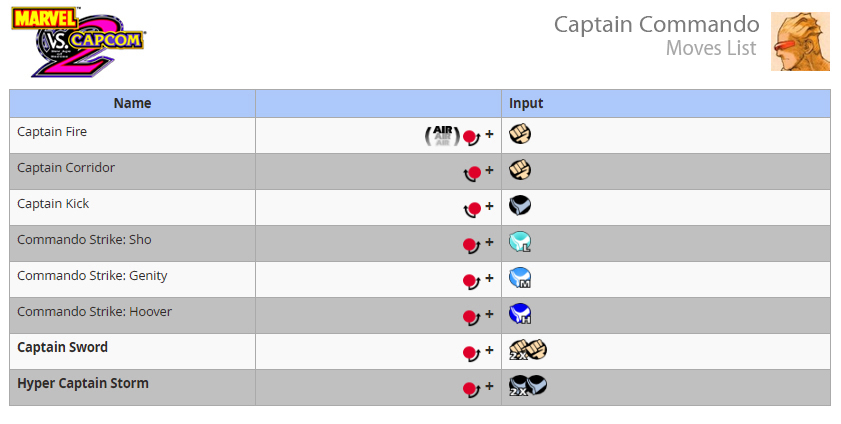 MARVEL
VS. CAPCOM
2
Captain Commando
Moves List
Name Input
Captain Fire (AIR) +
Captain Corridor +
Captain Kick +
Commando Strike: Sho + L
Commando Strike: Genity + M
Commando Strike: Hoover + H
Captain Sword + 2X
Hyper Captain Storm + 2X